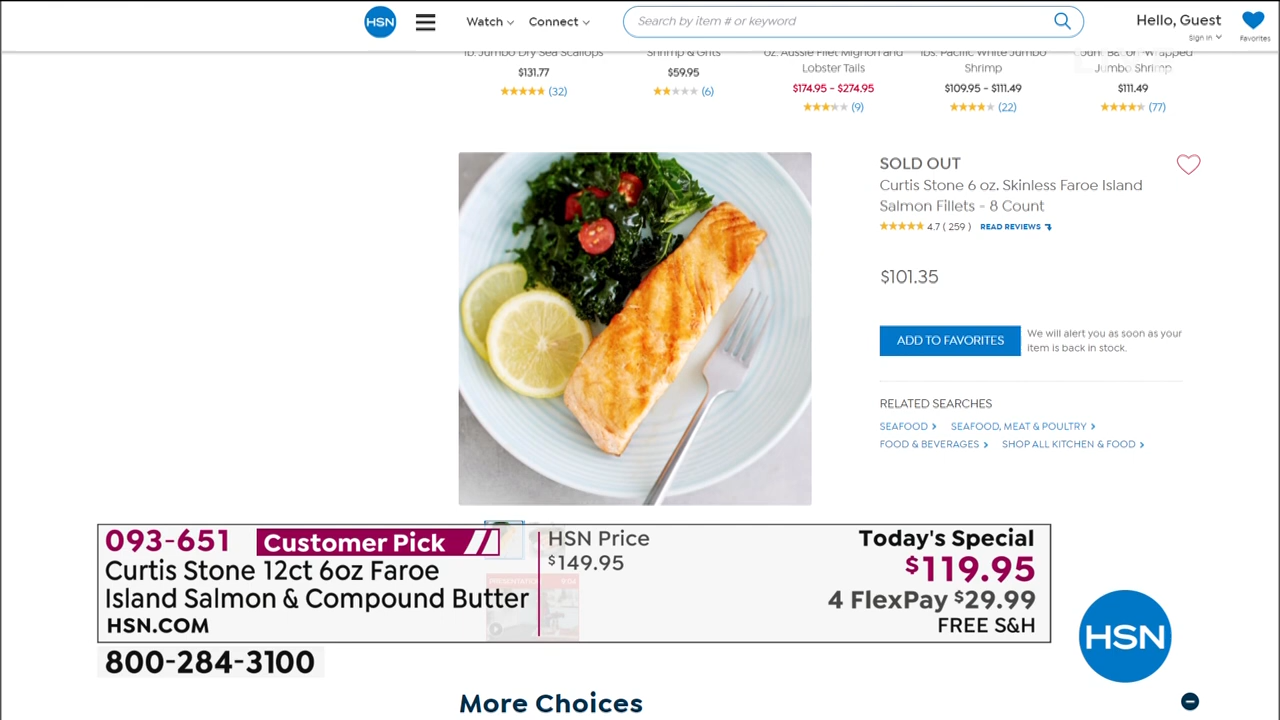 HSN
Watch
Connect
Search by item # or keyword
Hello, Guest
Sign In
Favorites
lb. Jumbo Dry Sea Scallops
$131.77
(32)
Shrimp & Grits
$59.95
(6)
oz. Aussie Filet Mignon and
Lobster Tails
$174.95 - $274.95
(9)
lbs. Pacific White Jumbo
Shrimp
$109.95 - $111.49
(22)
Jumbo Shrimp
$111.49
(77)
SOLD OUT
Curtis Stone 6 oz. Skinless Faroe Island
Salmon Fillets - 8 Count
4.7 ( 259 ) READ REVIEWS
$101.35
ADD TO FAVORITES
We will alert you as soon as your
item is back in stock.
RELATED SEARCHES
SEAFOOD > SEAFOOD, MEAT & POULTRY >
FOOD & BEVERAGES > SHOP ALL KITCHEN & FOOD >
093-651 Customer Pick
Curtis Stone 12ct 6oz Faroe
Island Salmon & Compound Butter
HSN.COM
HSN Price
$149.95
Today's Special
$119.95
4 FlexPay $29.99
FREE S&H
800-284-3100
HSN
More Choices